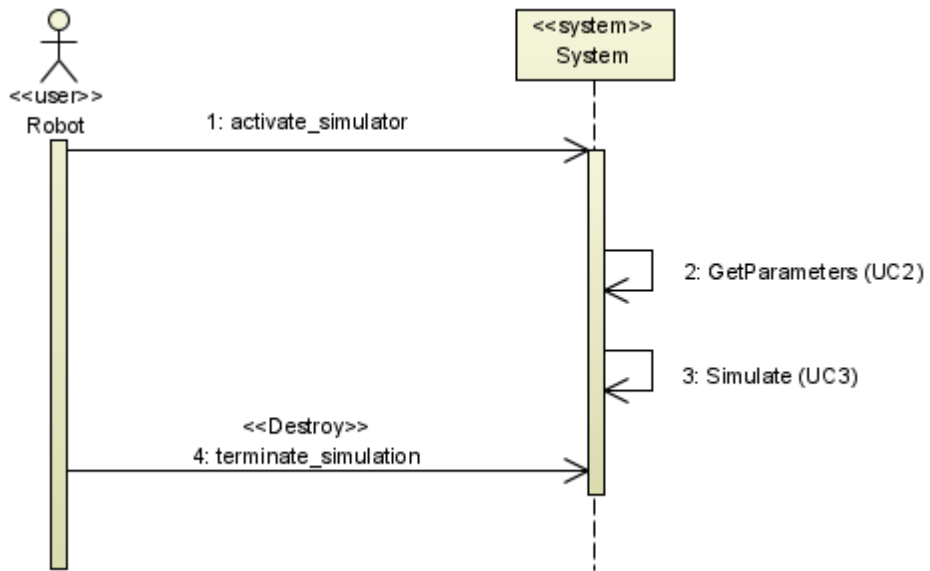 <<user>>
Robot
<<system>>
System
1: activate_simulator
2: GetParameters (UC2)
3: Simulate (UC3)
<<Destroy>>
4: terminate_simulation